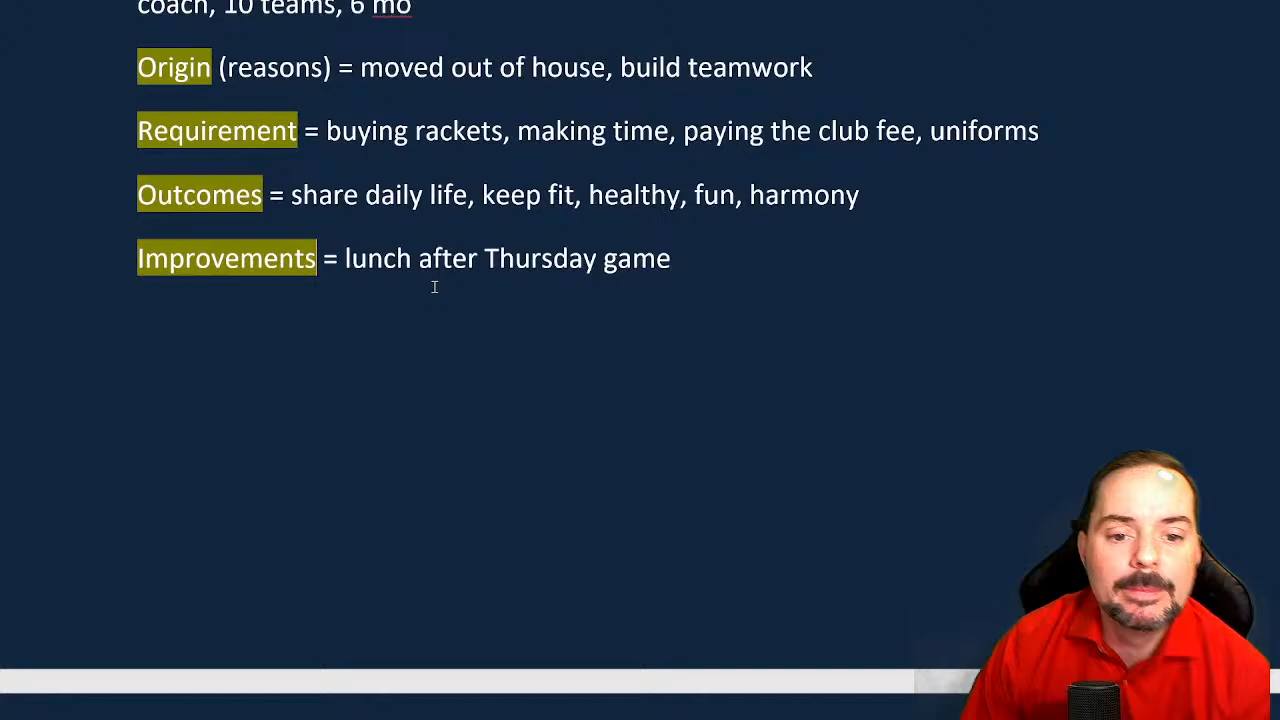 coach, 10 teams, 6 mo
Origin (reasons) = moved out of house, build teamwork
Requirement = buying rackets, making time, paying the club fee, uniforms
Outcomes = share daily life, keep fit, healthy, fun, harmony
Improvements = lunch after Thursday game